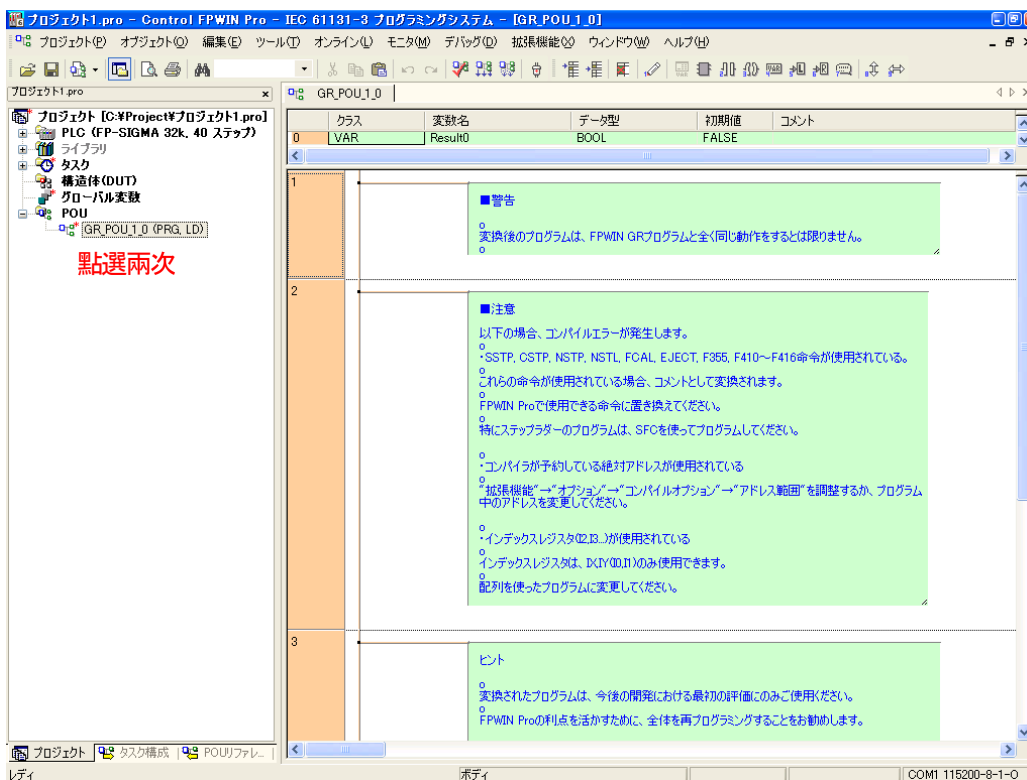 プロジェクト1.pro - Control FPWIN Pro - IEC 61131-3 プログラミングシステム - [GR_POU_1_0]
プロジェクト(P) オブジェクト(O) 編集(E) ツール(T) オンライン(L) モニタ(M) デバッグ(D) 拡張機能(X) ウィンドウ(W) ヘルプ(H)
プロジェクト1.pro
プロジェクト [C:¥Project¥プロジェクト1.pro]
PLC (FP-SIGMA 32k, 40 ステップ)
ライブラリ
タスク
構造体(DUT)
グローバル変数
POU
GR_POU_1_0 (PRG, LD)
點選兩次
プロジェクト タスク構成 POUリファレ...
GR_POU_1_0
クラス 変数名 データ型 初期値 コメント
0 VAR Result0 BOOL FALSE
1
■警告
o
変換後のプログラムは、FPWIN GRプログラムと全く同じ動作をするとは限りません。
o
2
■注意
以下の場合、コンパイルエラーが発生します。
o
・SSTP, CSTP, NSTP, NSTL, FCAL, EJECT, F355, F410～F416命令が使用されている。
o
これらの命令が使用されている場合、コメントとして変換されます。
o
FPWIN Proで使用できる命令に置き換えてください。
o
特にステップラダーのプログラムは、SFCを使ってプログラムしてください。
o
・コンパイラが予約している絶対アドレスが使用されている
o
"拡張機能"→"オプション"→"コンパイルオプション"→"アドレス範囲"を調整するか、プログラム
中のアドレスを変更してください。
o
・インデックスレジスタ(I2,I3...)が使用されている
o
インデックスレジスタは、IX,IY(I0,I1)のみ使用できます。
o
配列を使ったプログラムに変更してください。
3
ヒント
o
変換されたプログラムは、今後の開発における最初の評価にのみご使用ください。
o
FPWIN Proの利点を活かすために、全体を再プログラミングすることをお勧めします。
レディ ボディ COM1 115200-8-1-O